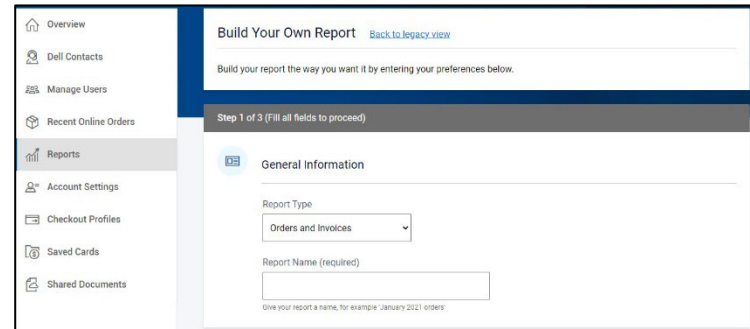 Overview
Dell Contacts
Manage Users
Recent Online Orders
Reports
Account Settings
Checkout Profiles
Saved Cards
Shared Documents
Build Your Own Report Back to legacy view
Build your report the way you want it by entering your preferences below.
Step 1 of 3 (Fill all fields to proceed)
General Information
Report Type
Orders and Invoices
Report Name (required)
Give your report a name, for example 'January 2021 orders'